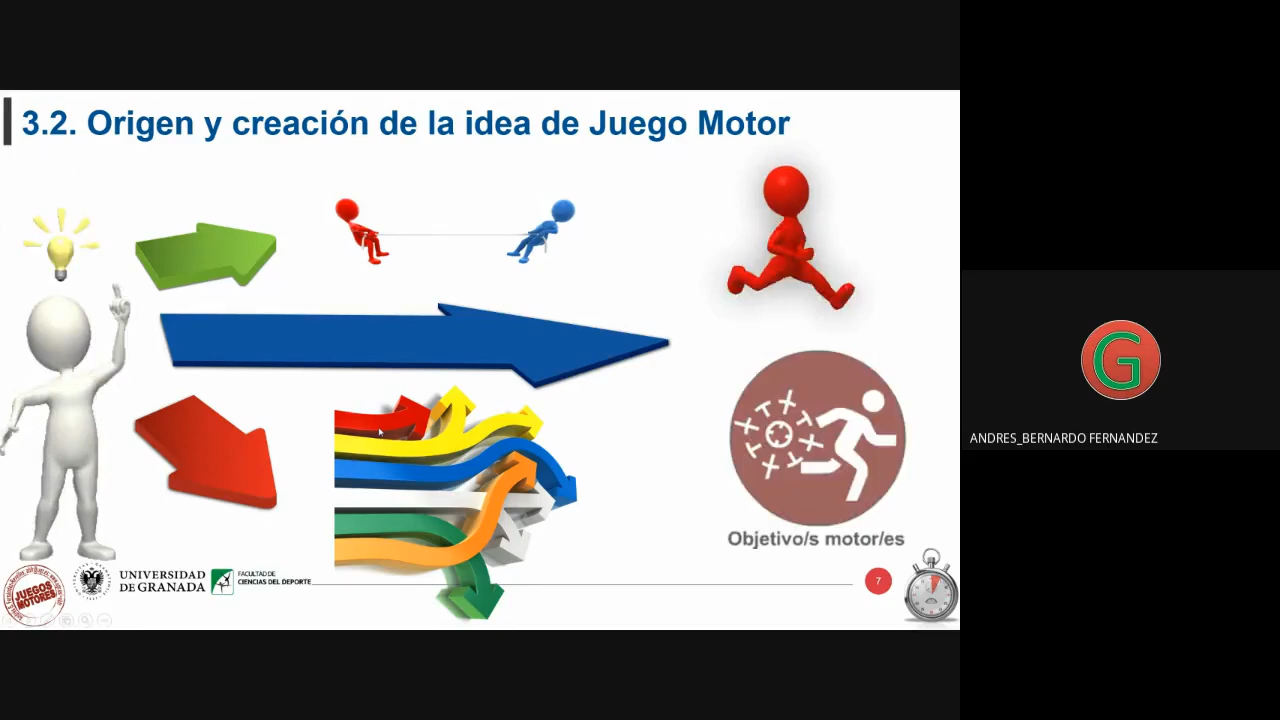 3.2. Origen y creación de la idea de Juego Motor
Objetivo/s motor/es
JUEGOS
MOTORES
UNIVERSIDAD
DE GRANADA
FACULTAD DE
CIENCIAS DEL DEPORTE
7
G
ANDRES_BERNARDO FERNANDEZ